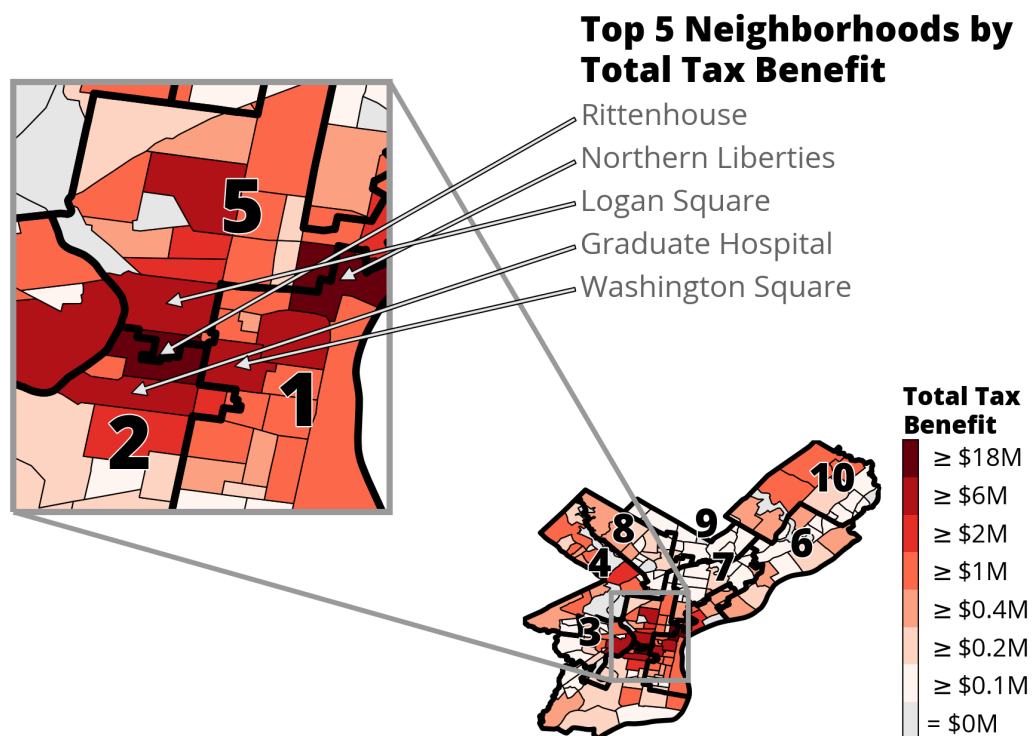 Top 5 Neighborhoods by
Total Tax Benefit
Rittenhouse
Northern Liberties
Logan Square
Graduate Hospital
Washington Square
5
1
2
Total Tax
Benefit
≥ $18M
≥ $6M
≥ $2M
≥ $1M
≥ $0.4M
≥ $0.2M
≥ $0.1M
= $0M
10
9
8
6
7
4
3